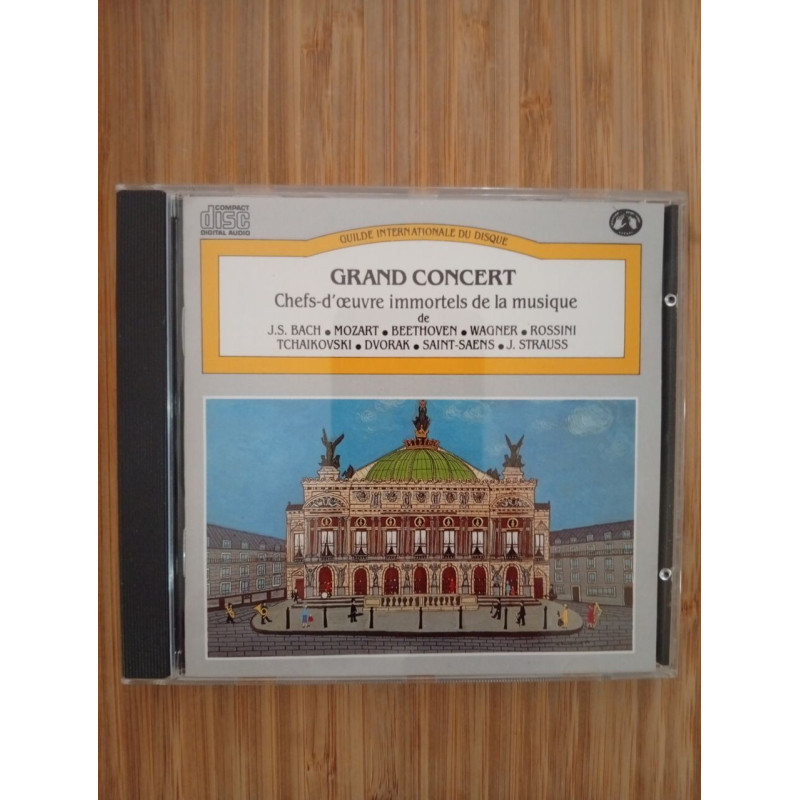 COMPACT
disc
DIGITAL AUDIO
GUILDE INTERNATIONALE DU DISQUE
GRAND CONCERT
Chefs-d'œuvre immortels de la musique
de
J.S. BACH • MOZART • BEETHOVEN • WAGNER • ROSSINI
TCHAIKOVSKI • DVORAK • SAINT-SAENS • J. STRAUSS